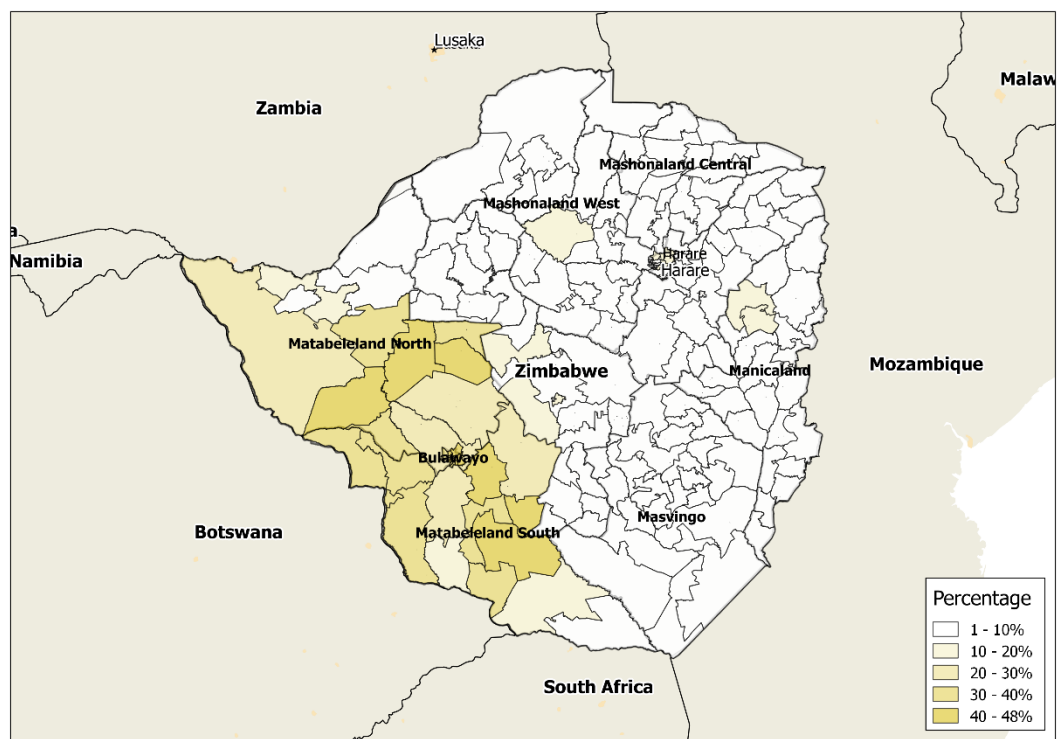 Lusaka
Malaw
Zambia
Mashonaland Central
Mashonaland West
a
Harare
Namibia
Harare
Matabeleland North
Zimbabwe
Mozambique
Manicaland
Bulawayo
Masvingo
Botswana
Matabeleland South
South Africa
Percentage
1 - 10%
10 - 20%
20 - 30%
30 - 40%
40 - 48%